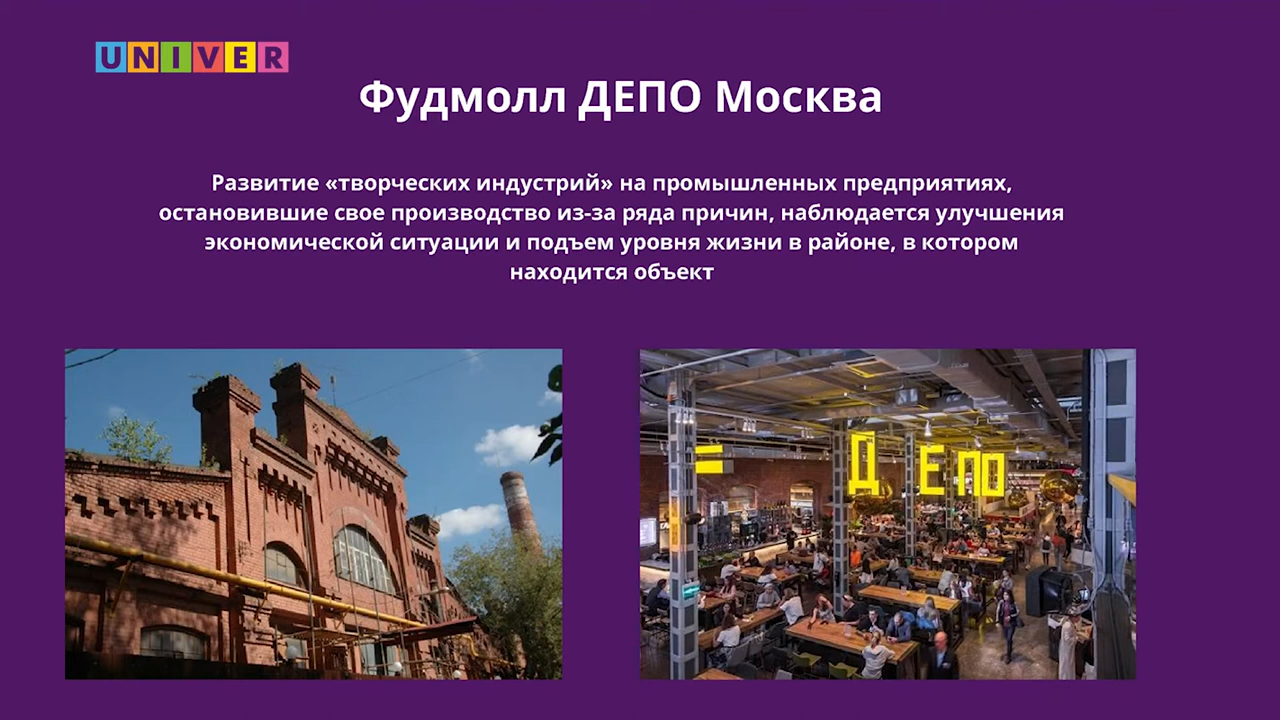 UNIVER
Фудмолл ДЕПО Москва
Развитие «творческих индустрий» на промышленных предприятиях,
остановившие свое производство из-за ряда причин, наблюдается улучшения
экономической ситуации и подъем уровня жизни в районе, в котором
находится объект
ДЕПО